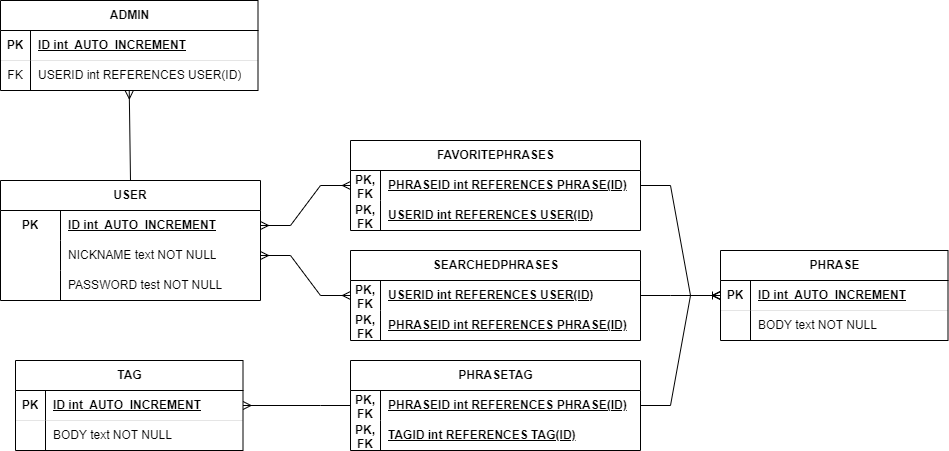 ADMIN
PK ID int AUTO_INCREMENT
FK USERID int REFERENCES USER(ID)
USER
PK ID int AUTO_INCREMENT
NICKNAME text NOT NULL
PASSWORD test NOT NULL
FAVORITEPHRASES
PK, FK PHRASEID int REFERENCES PHRASE(ID)
PK, FK USERID int REFERENCES USER(ID)
SEARCHEDPHRASES
PK, FK USERID int REFERENCES USER(ID)
PK, FK PHRASEID int REFERENCES PHRASE(ID)
PHRASE
PK ID int AUTO_INCREMENT
BODY text NOT NULL
TAG
PK ID int AUTO_INCREMENT
BODY text NOT NULL
PHRASETAG
PK, FK PHRASEID int REFERENCES PHRASE(ID)
PK, FK TAGID int REFERENCES TAG(ID)